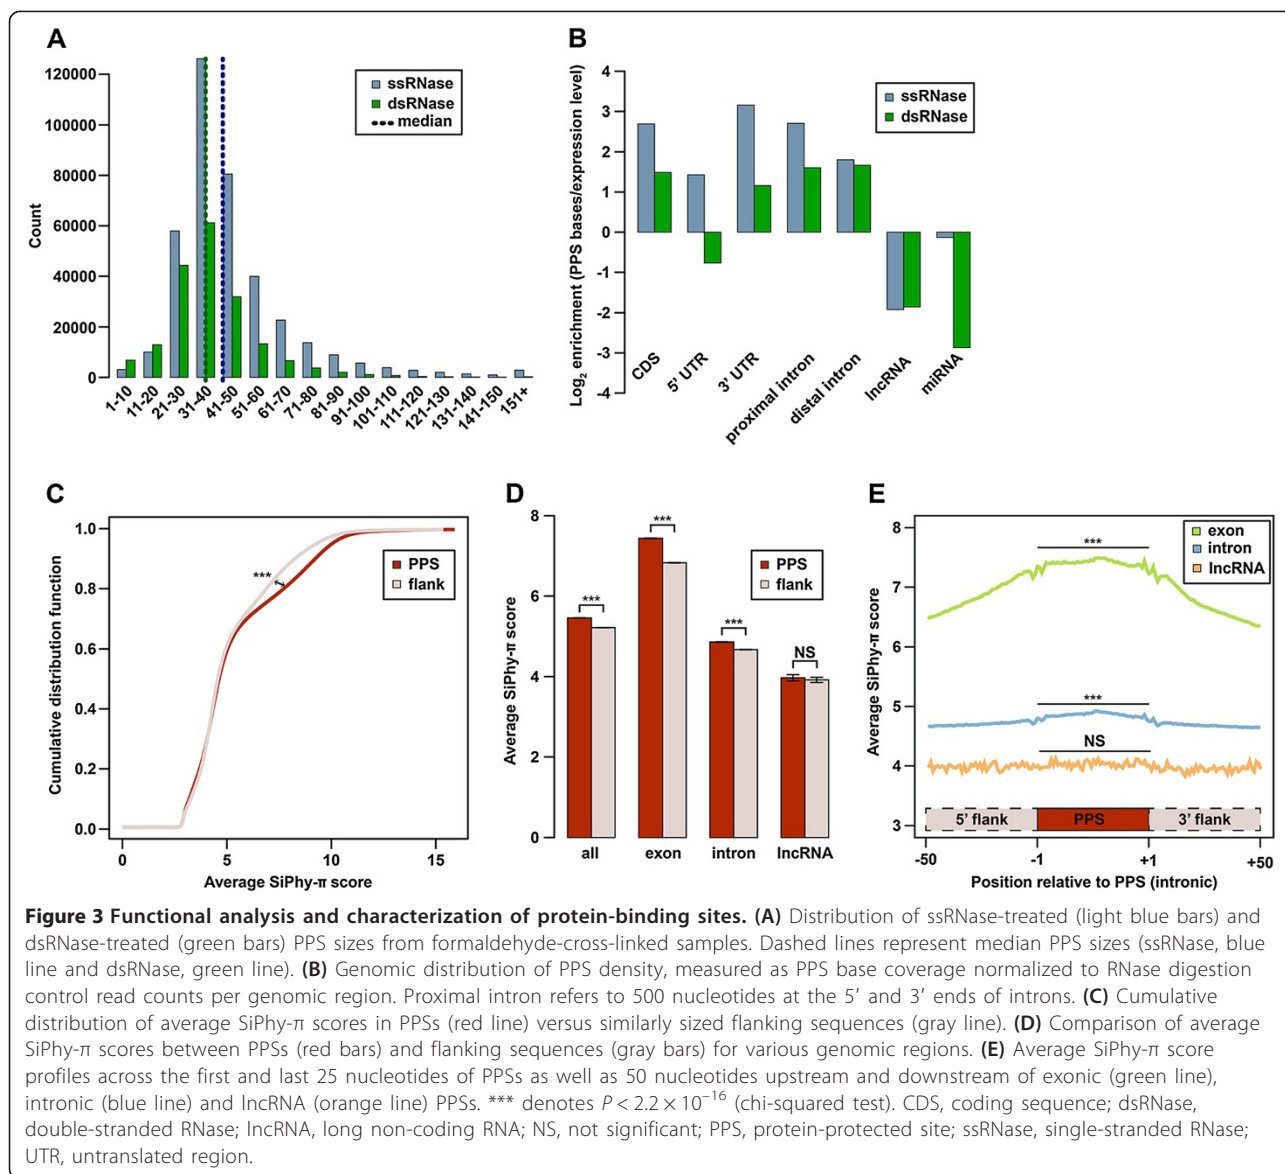 A
Count
120000
100000
80000
60000
40000
20000
0
ssRNase
dsRNase
median
1-10
11-20
21-30
31-40
41-50
51-60
61-70
71-80
81-90
91-100
101-110
111-120
121-130
131-140
141-150
151+
B
Log2 enrichment (PPS bases/expression level)
4
3
2
1
0
-1
-2
-3
-4
ssRNase
dsRNase
CDS
5' UTR
3' UTR
proximal intron
distal intron
lncRNA
miRNA
C
Cumulative distribution function
1.0
0.8
0.6
0.4
0.2
0.0
***
PPS
flank
0
5
10
15
Average SiPhy-π score
D
Average SiPhy-π score
8
6
4
2
0
***
***
***
NS
PPS
flank
all
exon
intron
lncRNA
E
Average SiPhy-π score
8
7
6
5
4
3
***
***
NS
exon
intron
lncRNA
5' flank
PPS
3' flank
-50
-1
+1
+50
Position relative to PPS (intronic)
Figure 3 Functional analysis and characterization of protein-binding sites. (A) Distribution of ssRNase-treated (light blue bars) and
dsRNase-treated (green bars) PPS sizes from formaldehyde-cross-linked samples. Dashed lines represent median PPS sizes (ssRNase, blue
line and dsRNase, green line). (B) Genomic distribution of PPS density, measured as PPS base coverage normalized to RNase digestion
control read counts per genomic region. Proximal intron refers to 500 nucleotides at the 5′ and 3′ ends of introns. (C) Cumulative
distribution of average SiPhy-π scores in PPSs (red line) versus similarly sized flanking sequences (gray line). (D) Comparison of average
SiPhy-π scores between PPSs (red bars) and flanking sequences (gray bars) for various genomic regions. (E) Average SiPhy-π score
profiles across the first and last 25 nucleotides of PPSs as well as 50 nucleotides upstream and downstream of exonic (green line),
intronic (blue line) and lncRNA (orange line) PPSs. *** denotes P < 2.2 × 10⁻¹⁶ (chi-squared test). CDS, coding sequence; dsRNase,
double-stranded RNase; lncRNA, long non-coding RNA; NS, not significant; PPS, protein-protected site; ssRNase, single-stranded RNase;
UTR, untranslated region.